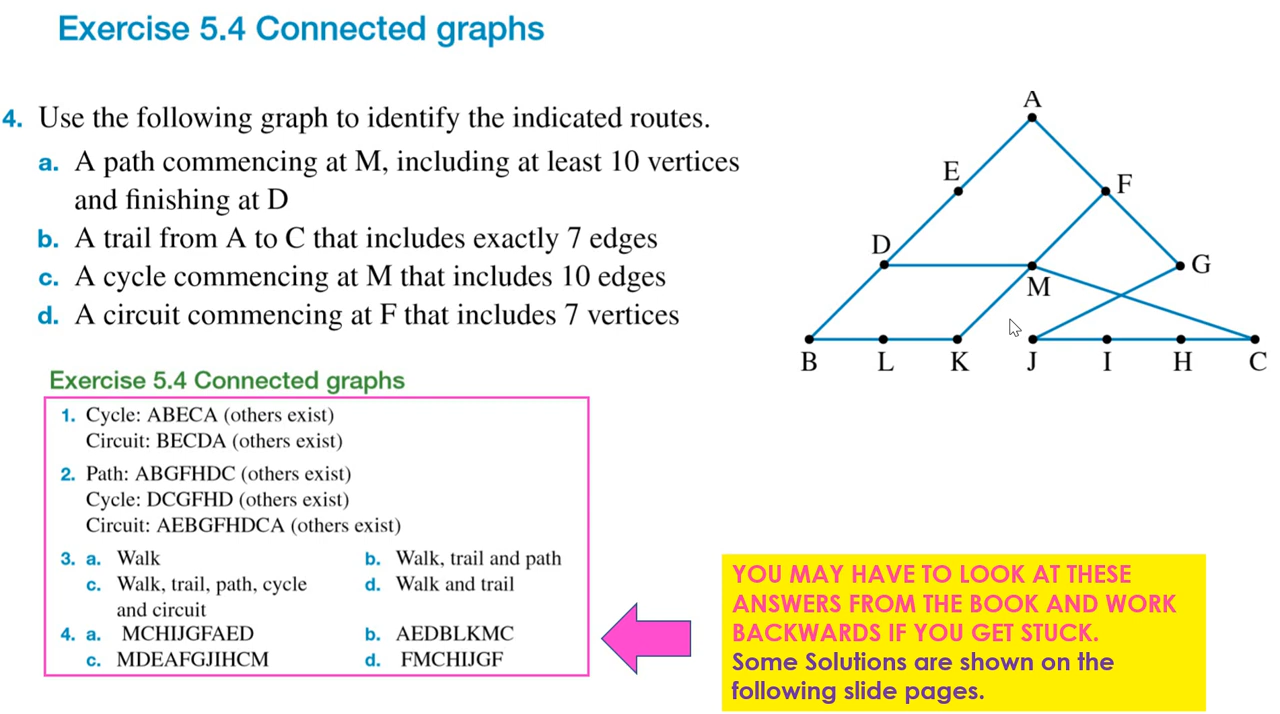 Exercise 5.4 Connected graphs
4. Use the following graph to identify the indicated routes.
a. A path commencing at M, including at least 10 vertices
and finishing at D
b. A trail from A to C that includes exactly 7 edges
c. A cycle commencing at M that includes 10 edges
d. A circuit commencing at F that includes 7 vertices
A
E
F
D
G
M
B L K J I H C
Exercise 5.4 Connected graphs
1. Cycle: ABECA (others exist)
Circuit: BECDA (others exist)
2. Path: ABGFHDC (others exist)
Cycle: DCGFHD (others exist)
Circuit: AEBGFHDCA (others exist)
3. a. Walk b. Walk, trail and path
c. Walk, trail, path, cycle d. Walk and trail
and circuit
4. a. MCHIJGFAED b. AEDBLKMC
c. MDEAFGJIHCM d. FMCHIJGF
YOU MAY HAVE TO LOOK AT THESE
ANSWERS FROM THE BOOK AND WORK
BACKWARDS IF YOU GET STUCK.
Some Solutions are shown on the
following slide pages.